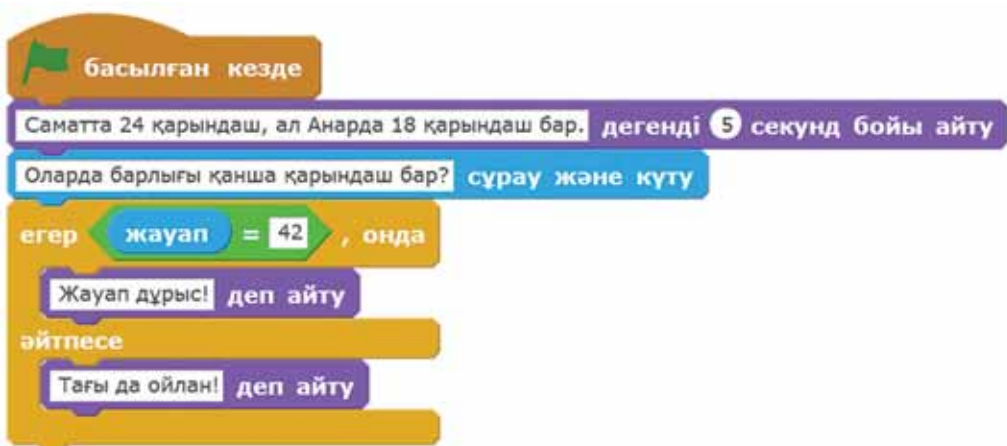 басылған кезде
Саматта 24 қарындаш, ал Анарда 18 қарындаш бар. дегенді 5 секунд бойы айту
Оларда барлығы қанша қарындаш бар? сұрау және күту
егер жауап = 42 , онда
Жауап дұрыс! деп айту
әйтпесе
Тағы да ойлан! деп айту